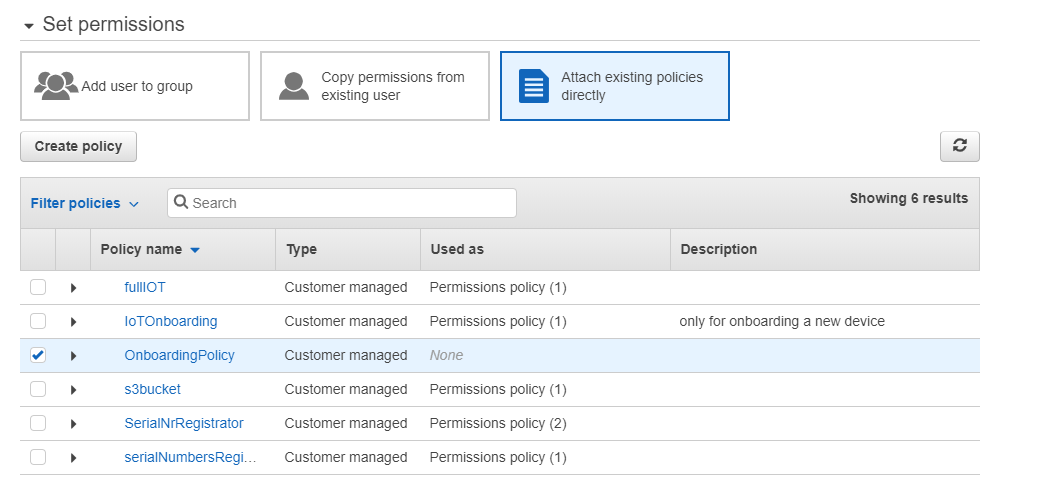 Set permissions
Add user to group
Copy permissions from
existing user
Attach existing policies
directly
Create policy
Filter policies
Search
Showing 6 results
Policy name Type Used as Description
fullIOT Customer managed Permissions policy (1)
IoTOnboarding Customer managed Permissions policy (1) only for onboarding a new device
OnboardingPolicy Customer managed None
s3bucket Customer managed Permissions policy (1)
SerialNrRegistrator Customer managed Permissions policy (2)
serialNumbersRegi... Customer managed Permissions policy (1)